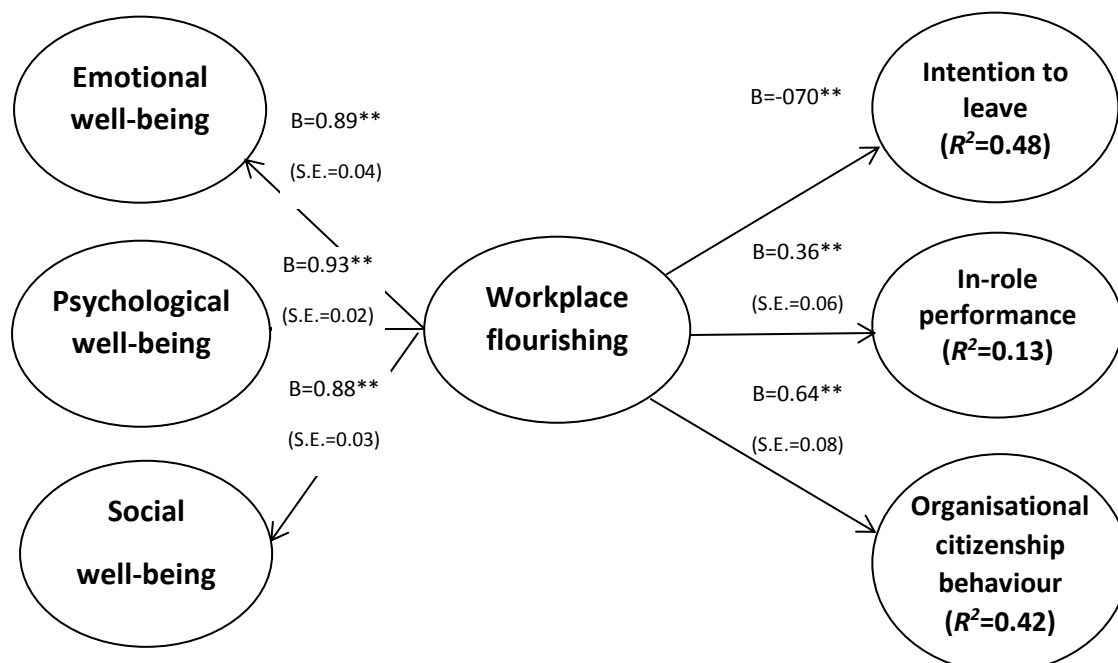 Emotional
well-being
B=0.89**
(S.E.=0.04)
Psychological
well-being
B=0.93**
(S.E.=0.02)
Social
well-being
B=0.88**
(S.E.=0.03)
Workplace
flourishing
B=-070**
Intention to
leave
(R²=0.48)
B=0.36**
(S.E.=0.06)
In-role
performance
(R²=0.13)
B=0.64**
(S.E.=0.08)
Organisational
citizenship
behaviour
(R²=0.42)